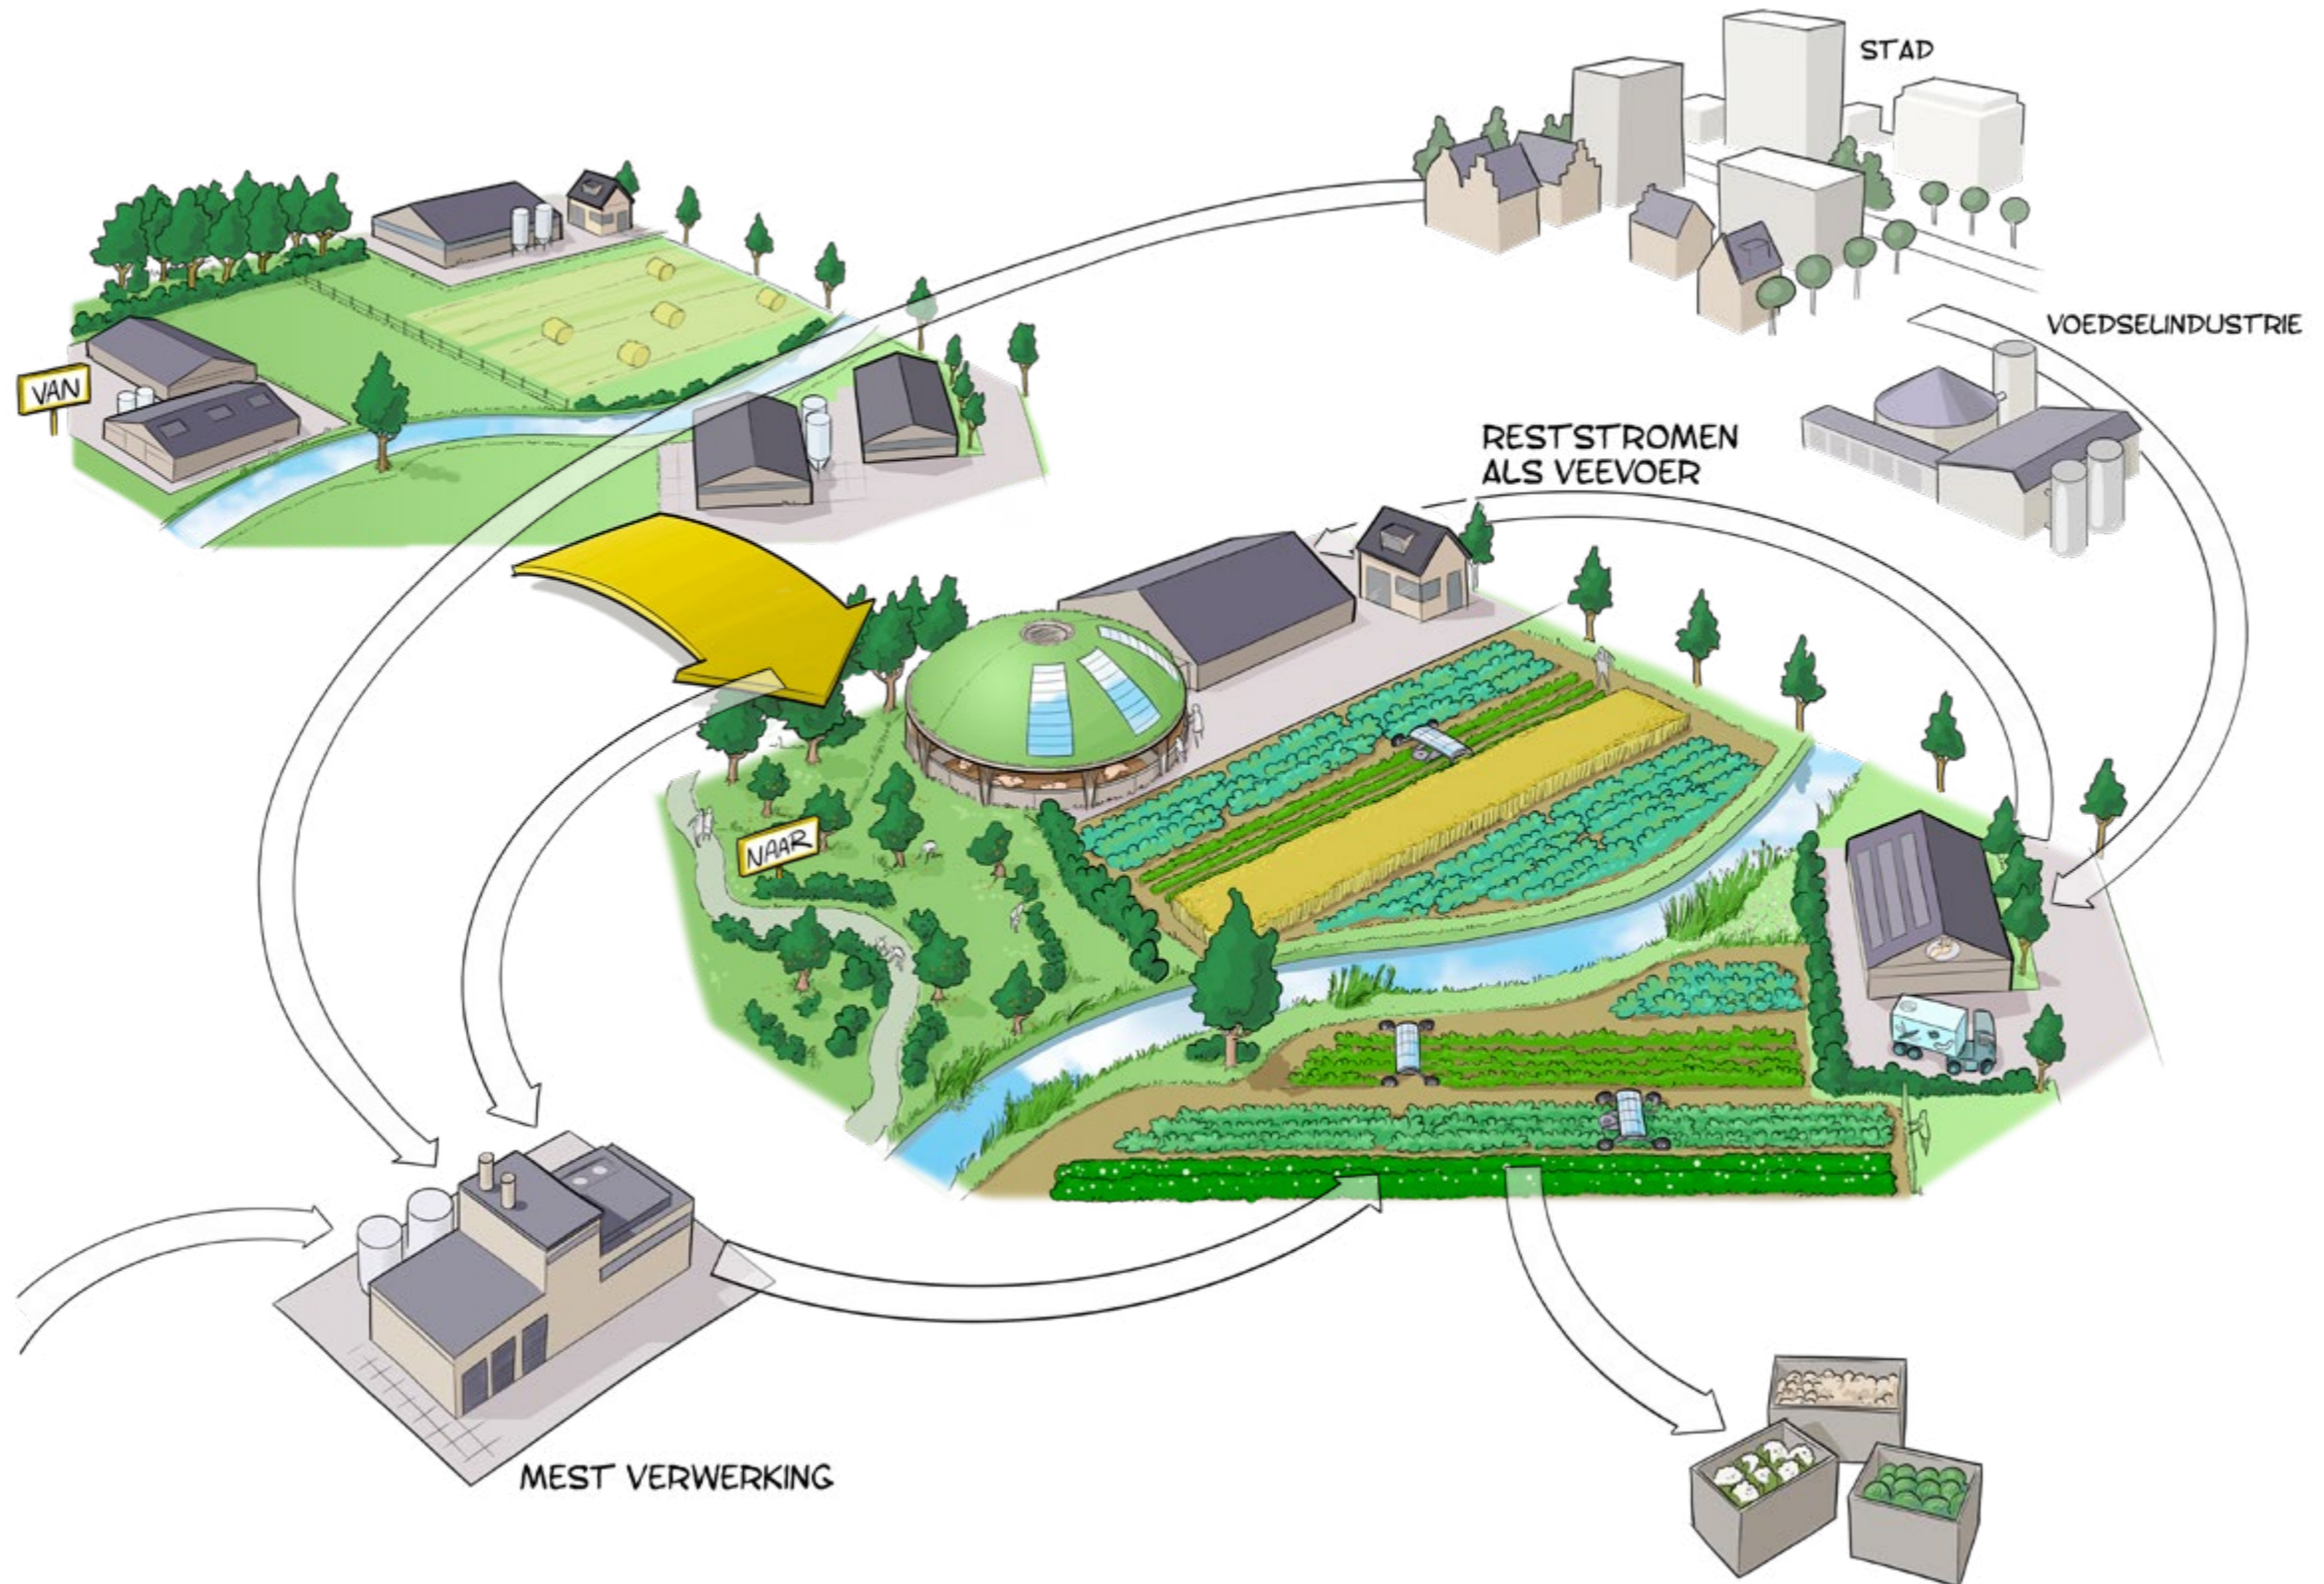 STAD
VOEDSELINDUSTRIE
VAN
RESTSTROMEN
ALS VEEVOER
NAAR
MEST VERWERKING